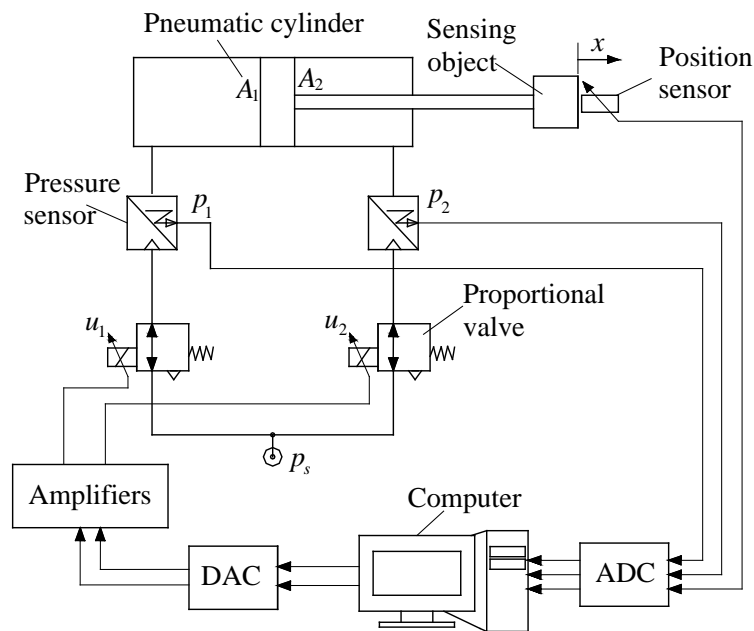 Pneumatic cylinder
Sensing
object
x
Position
sensor
A1
A2
Pressure
sensor
p1
p2
u1
u2
Proportional
valve
ps
Amplifiers
Computer
DAC
ADC